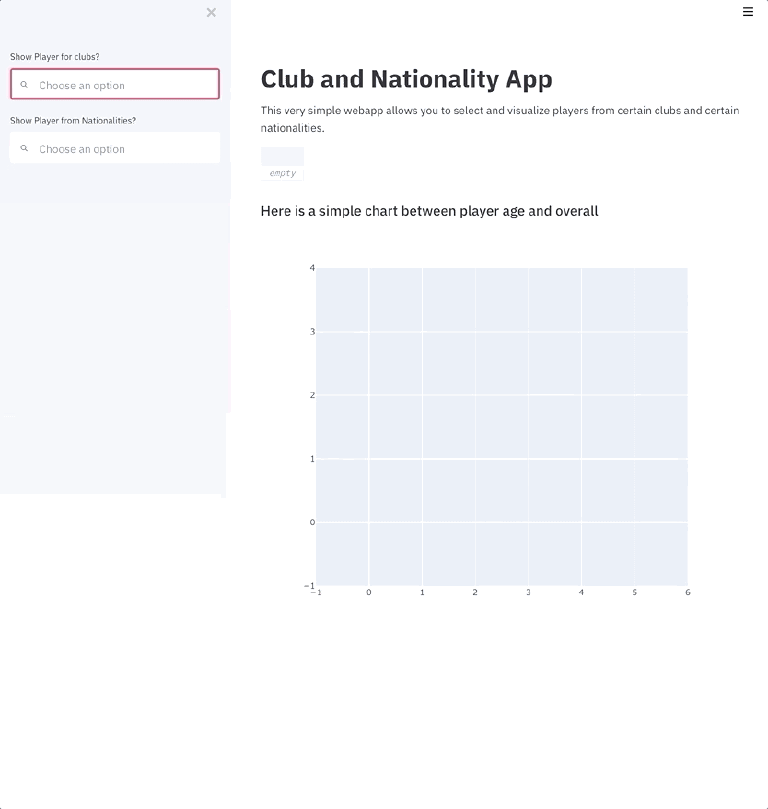 Show Player for clubs?
Choose an option
Show Player from Nationalities?
Choose an option
Club and Nationality App
This very simple webapp allows you to select and visualize players from certain clubs and certain
nationalities.
empty
Here is a simple chart between player age and overall
4
3
2
1
0
−1
−1 0 1 2 3 4 5 6